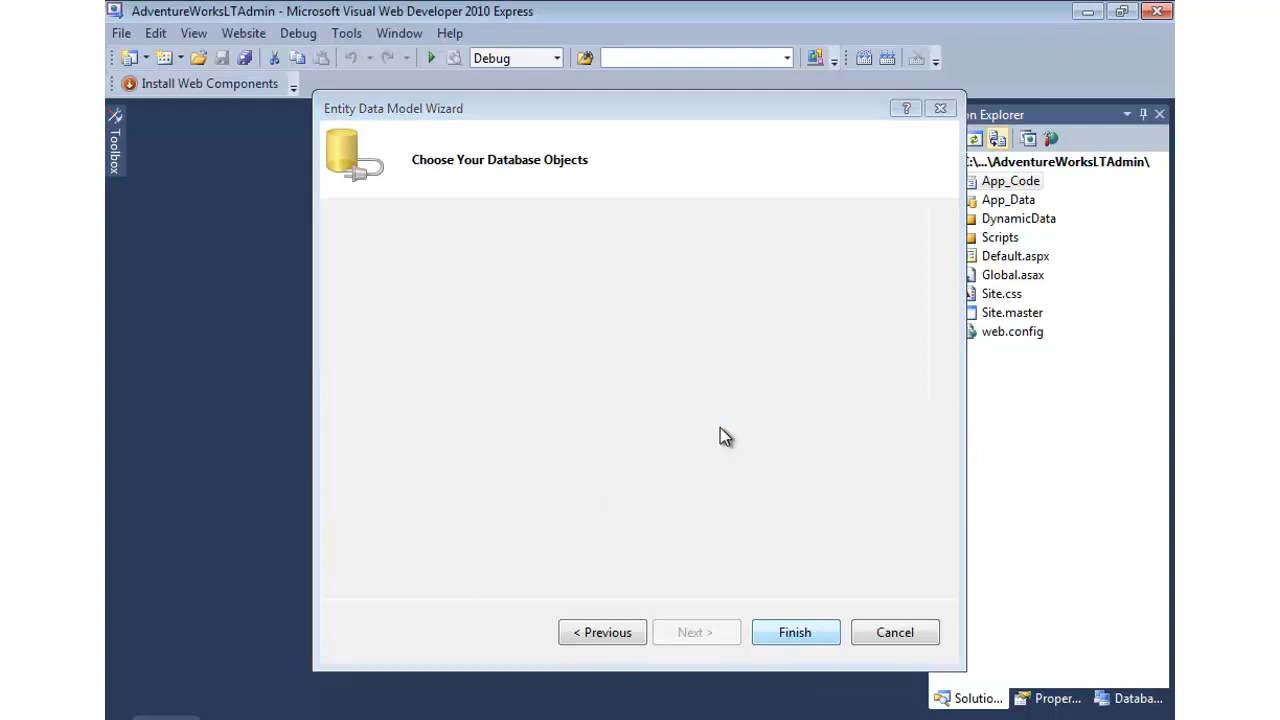 AdventureWorksLTAdmin - Microsoft Visual Web Developer 2010 Express
File Edit View Website Debug Tools Window Help
Debug
Install Web Components
Toolbox
Entity Data Model Wizard
?
Choose Your Database Objects
< Previous
Next >
Finish
Cancel
on Explorer
C:\...\AdventureWorksLTAdmin\
App_Code
App_Data
DynamicData
Scripts
Default.aspx
Global.asax
Site.css
Site.master
web.config
Solutio... Proper... Databa...